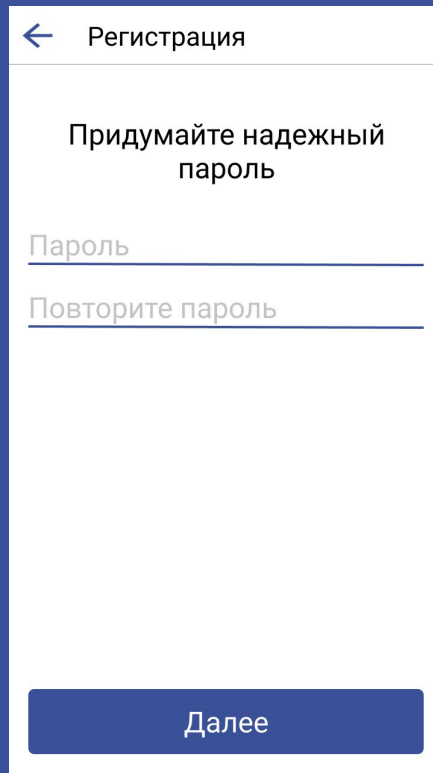 Регистрация
Придумайте надежный
пароль
Пароль
Повторите пароль
Далее